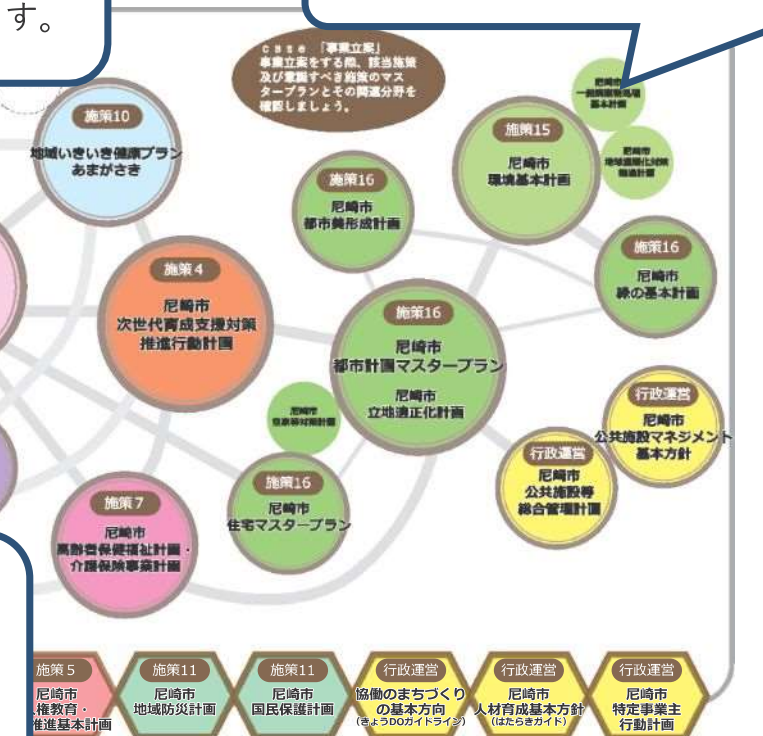 す。
case 「事業立案」
事業立案をする際、該当施策
及び意識すべき施策のマス
タープランとその関連分野を
確認しましょう。
施策10
地域いきいき健康プラン
あまがさき
施策15
尼崎市
環境基本計画
尼崎市
一般廃棄物処理
基本計画
尼崎市
地球温暖化対策
推進計画
施策16
尼崎市
都市美形成計画
施策16
尼崎市
緑の基本計画
施策4
尼崎市
次世代育成支援対策
推進行動計画
施策16
尼崎市
都市計画マスタープラン
尼崎市
立地適正化計画
行政運営
尼崎市
公共施設マネジメント
基本方針
尼崎市
空家等対策計画
行政運営
尼崎市
公共施設等
総合管理計画
施策16
尼崎市
住宅マスタープラン
施策7
尼崎市
高齢者保健福祉計画・
介護保険事業計画
施策5
尼崎市
権教育・
推進基本計画
施策11
尼崎市
地域防災計画
施策11
尼崎市
国民保護計画
行政運営
協働のまちづくり
の基本方向
(きょうDOガイドライン)
行政運営
尼崎市
人材育成基本方針
(はたらきガイド)
行政運営
尼崎市
特定事業主
行動計画